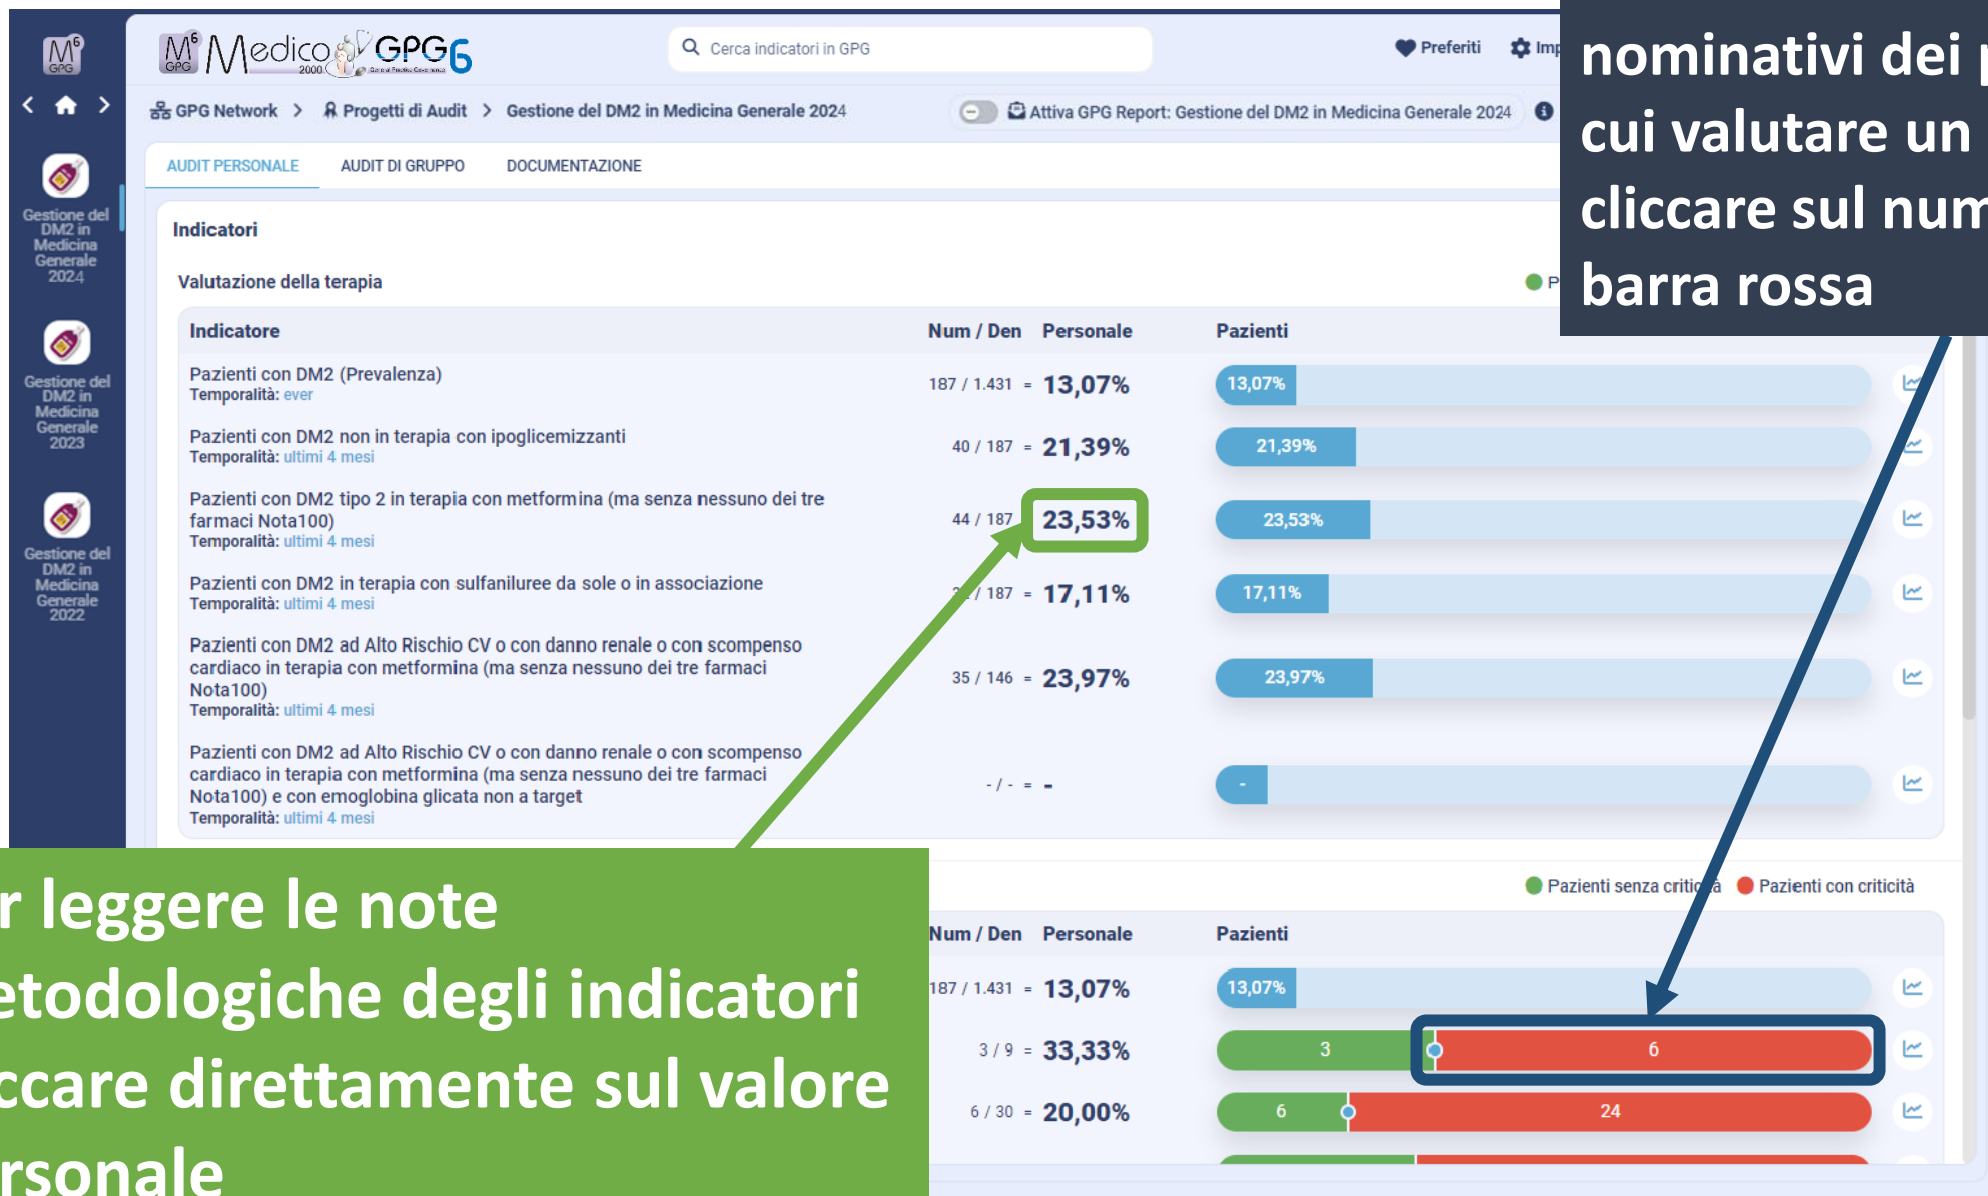 M6 GPG
M6 GPG Medico 2000 GPG6
General Practice Governance
Cerca indicatori in GPG
Preferiti
nominativi dei
cui valutare un
cliccare sul
barra rossa
GPG Network > Progetti di Audit > Gestione del DM2 in Medicina Generale 2024
Attiva GPG Report: Gestione del DM2 in Medicina Generale 2024
AUDIT PERSONALE AUDIT DI GRUPPO DOCUMENTAZIONE
Gestione del
DM2 in
Medicina
Generale
2024
Gestione del
DM2 in
Medicina
Generale
2023
Gestione del
DM2 in
Medicina
Generale
2022
Indicatori
Valutazione della terapia
Indicatore Num / Den Personale Pazienti
Pazienti con DM2 (Prevalenza)
Temporalità: ever
187 / 1.431 = 13,07% 13,07%
Pazienti con DM2 non in terapia con ipoglicemizzanti
Temporalità: ultimi 4 mesi
40 / 187 = 21,39% 21,39%
Pazienti con DM2 tipo 2 in terapia con metformina (ma senza nessuno dei tre
farmaci Nota100)
Temporalità: ultimi 4 mesi
44 / 187 23,53% 23,53%
Pazienti con DM2 in terapia con sulfaniluree da sole o in associazione
Temporalità: ultimi 4 mesi
/ 187 = 17,11% 17,11%
Pazienti con DM2 ad Alto Rischio CV o con danno renale o con scompenso
cardiaco in terapia con metformina (ma senza nessuno dei tre farmaci
Nota100)
Temporalità: ultimi 4 mesi
35 / 146 = 23,97% 23,97%
Pazienti con DM2 ad Alto Rischio CV o con danno renale o con scompenso
cardiaco in terapia con metformina (ma senza nessuno dei tre farmaci
Nota100) e con emoglobina glicata non a target
Temporalità: ultimi 4 mesi
- / - = - -
leggere le note
degli indicatori
direttamente sul valore
Pazienti senza criticità Pazienti con criticità
Num / Den Personale Pazienti
187 / 1.431 = 13,07% 13,07%
3 / 9 = 33,33% 3 6
6 / 30 = 20,00% 6 24